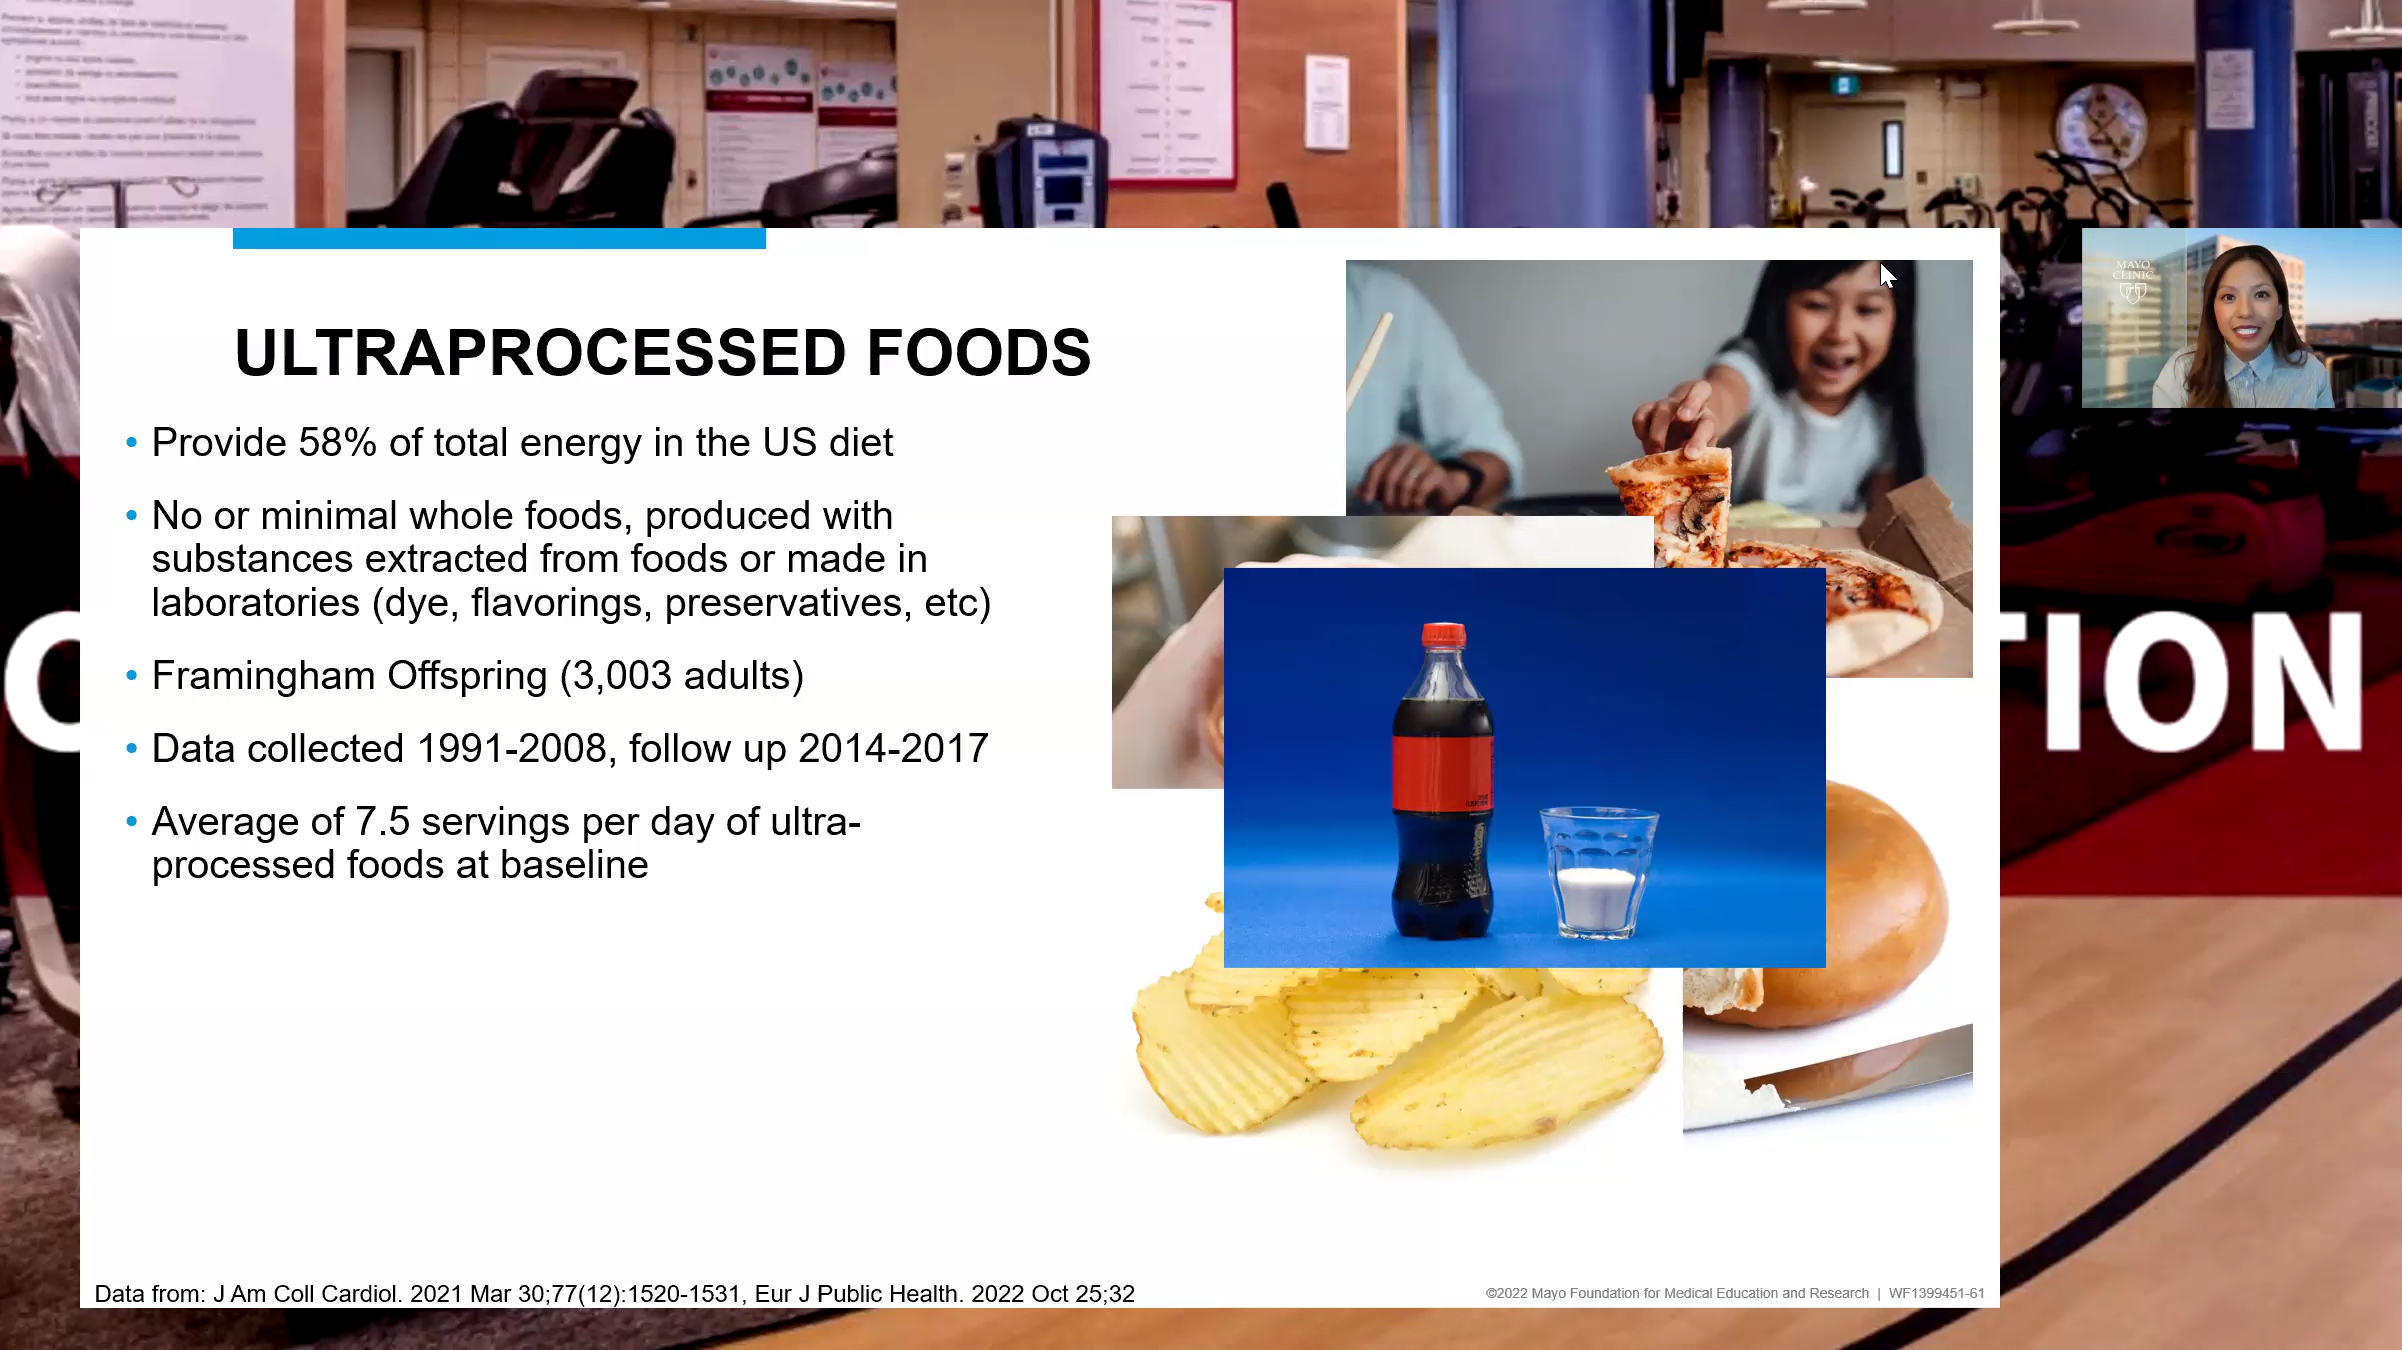 MAYO
CLINIC
ULTRAPROCESSED FOODS
• Provide 58% of total energy in the US diet
• No or minimal whole foods, produced with
substances extracted from foods or made in
laboratories (dye, flavorings, preservatives, etc)
• Framingham Offspring (3,003 adults)
• Data collected 1991-2008, follow up 2014-2017
• Average of 7.5 servings per day of ultra-
processed foods at baseline
TION
Data from: J Am Coll Cardiol. 2021 Mar 30;77(12):1520-1531, Eur J Public Health. 2022 Oct 25;32
©2022 Mayo Foundation for Medical Education and Research | WF1399451-61